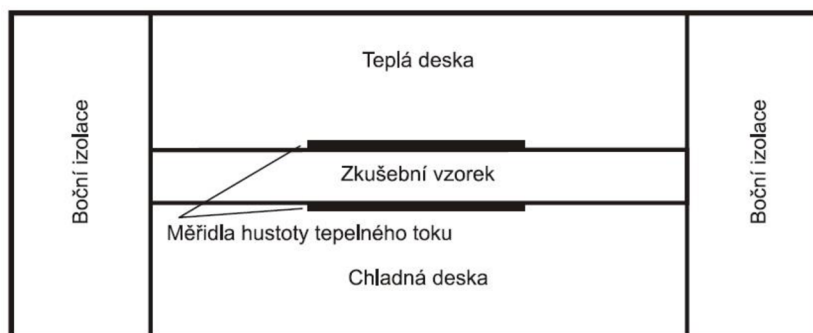 Teplá deska
Boční izolace
Zkušební vzorek
Boční izolace
Měřidla hustoty tepelného toku
Chladná deska